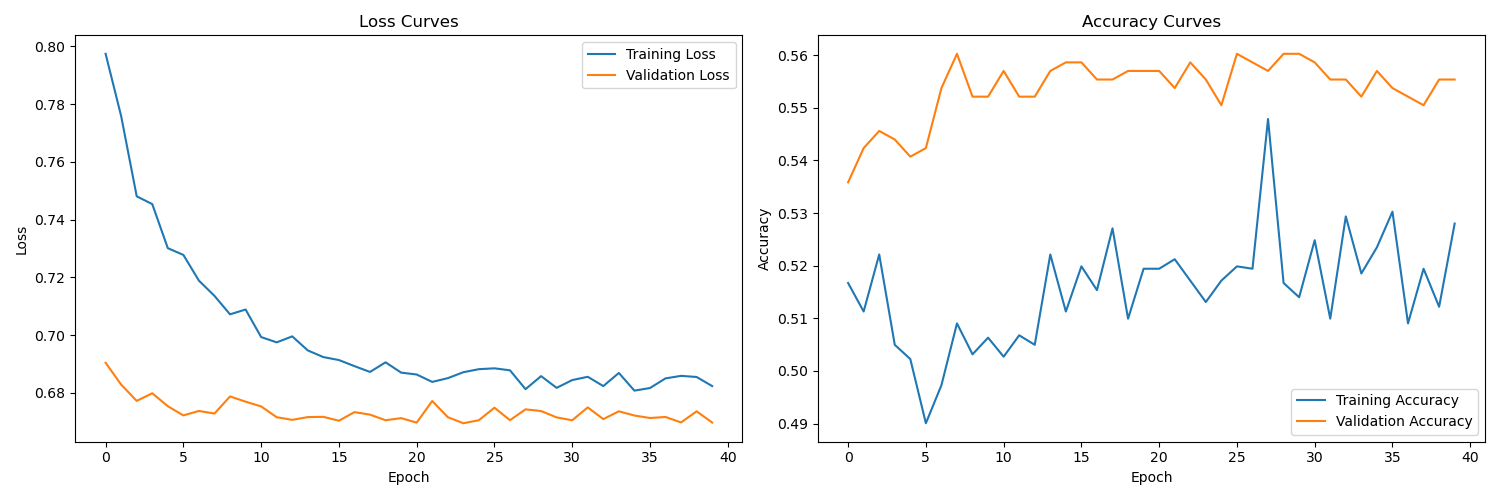 Loss Curves
0.80
0.78
0.76
0.74
0.72
0.70
0.68
Loss
Training Loss
Validation Loss
0 5 10 15 20 25 30 35 40
Epoch
Accuracy Curves
0.56
0.55
0.54
0.53
0.52
0.51
0.50
0.49
Accuracy
Training Accuracy
Validation Accuracy
0 5 10 15 20 25 30 35 40
Epoch